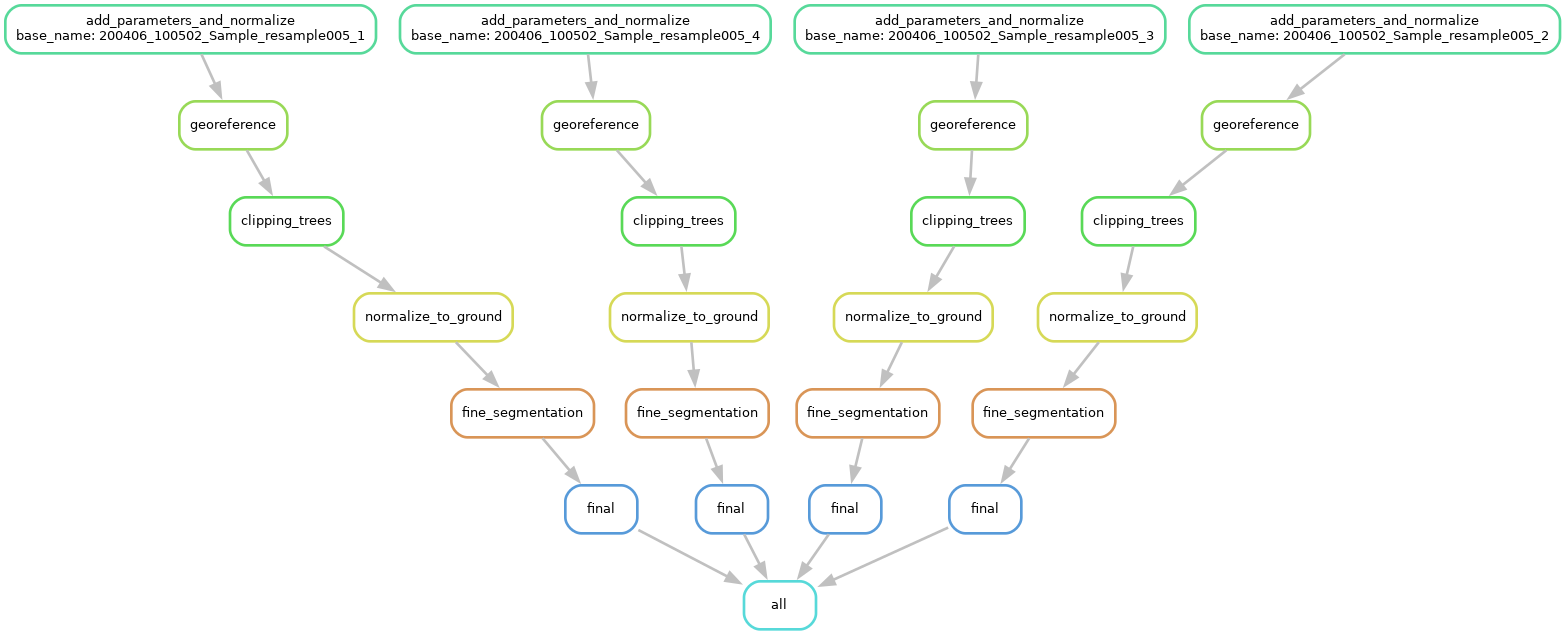 add_parameters_and_normalize
base_name: 200406_100502_Sample_resample005_1
add_parameters_and_normalize
base_name: 200406_100502_Sample_resample005_4
add_parameters_and_normalize
base_name: 200406_100502_Sample_resample005_3
add_parameters_and_normalize
base_name: 200406_100502_Sample_resample005_2
georeference
georeference
georeference
georeference
clipping_trees
clipping_trees
clipping_trees
clipping_trees
normalize_to_ground
normalize_to_ground
normalize_to_ground
normalize_to_ground
fine_segmentation
fine_segmentation
fine_segmentation
fine_segmentation
final
final
final
final
all